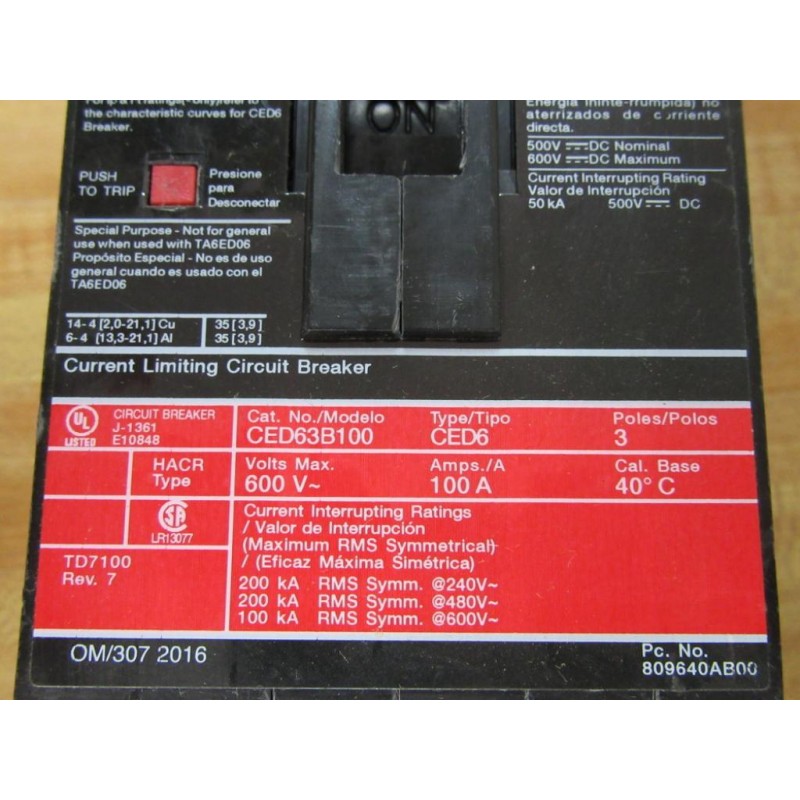 the characteristic curves for CED6
Breaker.
PUSH
TO TRIP
Presione
para
Desconectar
Special Purpose - Not for general
use when used with TA6ED06
Propósito Especial - No es de uso
general cuando es usado con el
TA6ED06
14-4 [2,0-21,1] Cu 35 [3,9]
6-4 [13,3-21,1] Al 35 [3,9]
ON
Energia ininte-rrumpida) no
aterrizados de corriente
directa.
500V DC Nominal
600V DC Maximum
Current Interrupting Rating
Valor de Interrupción
50 kA 500V DC
Current Limiting Circuit Breaker
UL
LISTED
CIRCUIT BREAKER
J-1361
E10848
Cat. No./Modelo Type/Tipo Poles/Polos
CED63B100 CED6 3
HACR
Type
Volts Max. Amps./A Cal. Base
600 V~ 100 A 40° C
SA
LR13077
Current Interrupting Ratings
/ Valor de Interrupción
(Maximum RMS Symmetrical)
/ (Eficaz Máxima Simétrica)
200 kA RMS Symm. @240V~
200 kA RMS Symm. @480V~
100 kA RMS Symm. @600V~
TD7100
Rev. 7
OM/307 2016
Pc. No.
809640AB00